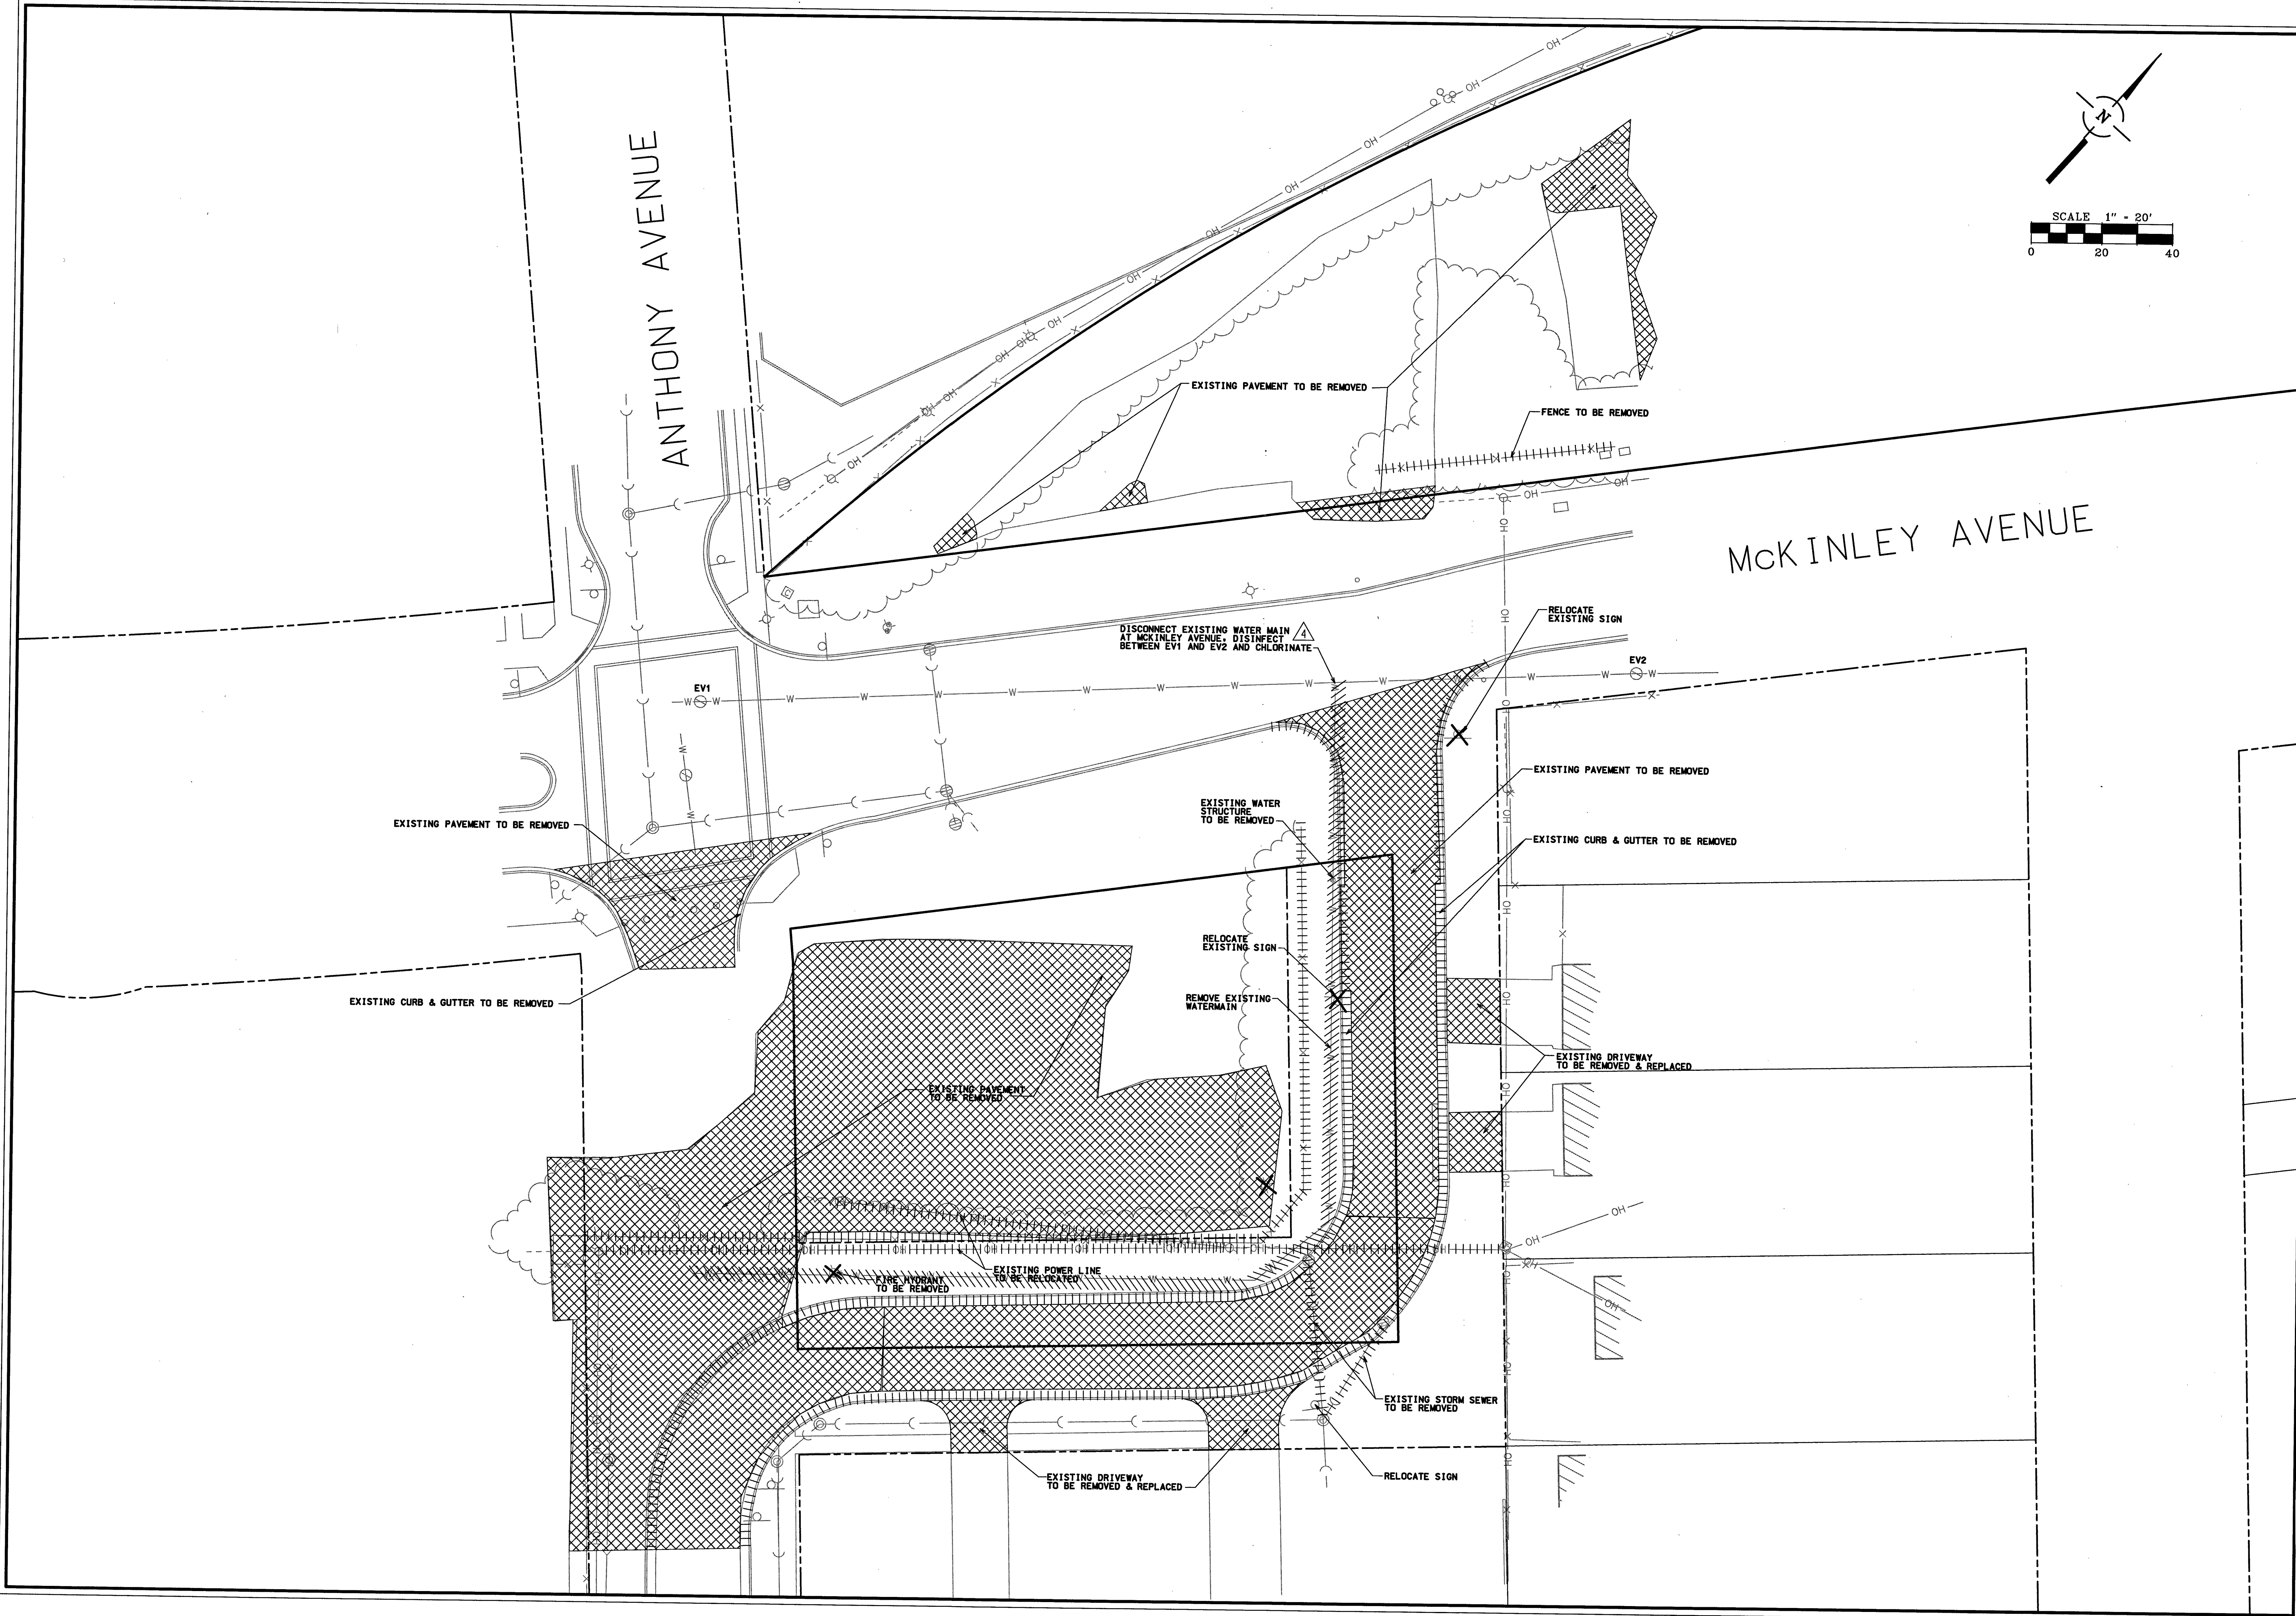 ANTHONY AVENUE
N
SCALE 1" = 20'
0 20 40
EXISTING PAVEMENT TO BE REMOVED
FENCE TO BE REMOVED
McKINLEY AVENUE
RELOCATE
EXISTING SIGN
DISCONNECT EXISTING WATER MAIN
AT MCKINLEY AVENUE, DISINFECT
BETWEEN EV1 AND EV2 AND CHLORINATE
4
EV1
EV2
EXISTING PAVEMENT TO BE REMOVED
EXISTING WATER
STRUCTURE
TO BE REMOVED
EXISTING PAVEMENT TO BE REMOVED
EXISTING CURB & GUTTER TO BE REMOVED
RELOCATE
EXISTING SIGN
REMOVE EXISTING
WATERMAIN
EXISTING CURB & GUTTER TO BE REMOVED
EXISTING DRIVEWAY
TO BE REMOVED & REPLACED
EXISTING PAVEMENT
TO BE REMOVED
EXISTING POWER LINE
TO BE RELOCATED
FIRE HYDRANT
TO BE REMOVED
EXISTING STORM SEWER
TO BE REMOVED
RELOCATE SIGN
EXISTING DRIVEWAY
TO BE REMOVED & REPLACED